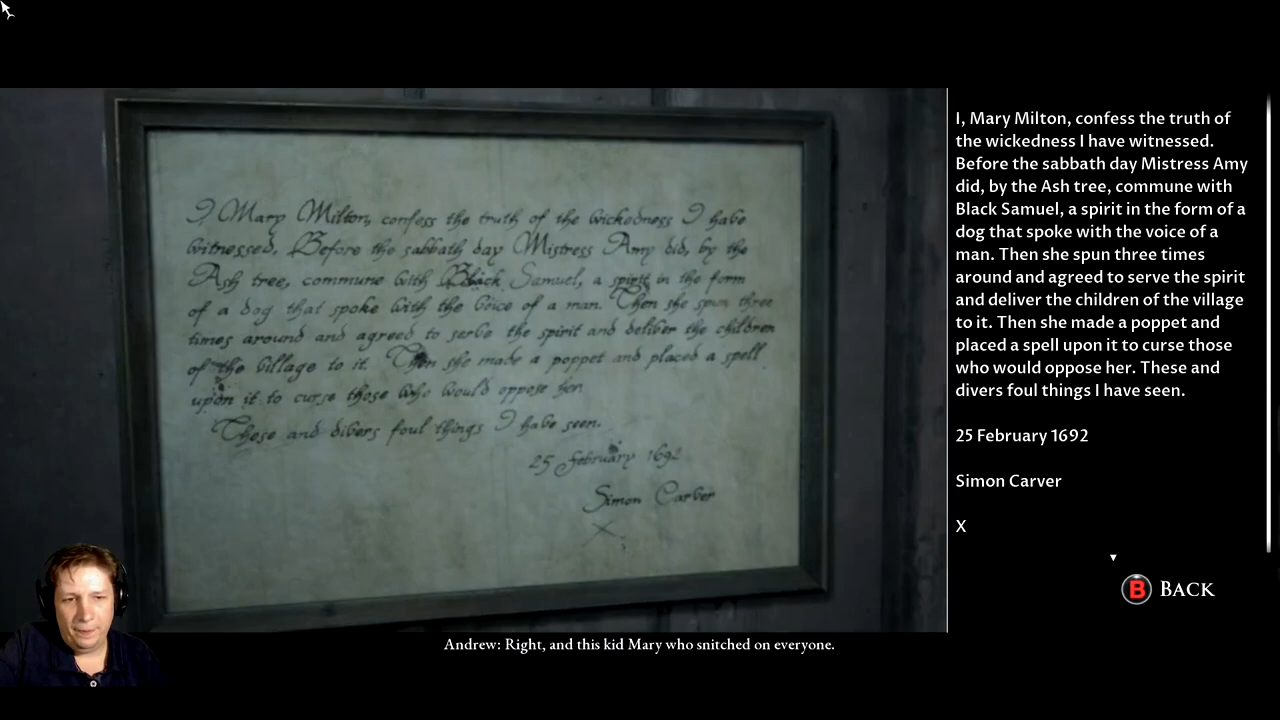 I, Mary Milton, confess the truth of the wickedness I have
witnessed. Before the sabbath day Mistress Amy did, by the
Ash tree, commune with Black Samuel, a spirit in the form
of a dog that spoke with the voice of a man. Then she spun three
times around and agreed to serve the spirit and deliver the children
of the village to it. Then she made a poppet and placed a spell
upon it to curse those who would oppose her.
These and divers foul things I have seen.
25 February 1692
Simon Carver
X
I, Mary Milton, confess the truth of
the wickedness I have witnessed.
Before the sabbath day Mistress Amy
did, by the Ash tree, commune with
Black Samuel, a spirit in the form of a
dog that spoke with the voice of a
man. Then she spun three times
around and agreed to serve the spirit
and deliver the children of the village
to it. Then she made a poppet and
placed a spell upon it to curse those
who would oppose her. These and
divers foul things I have seen.
25 February 1692
Simon Carver
X
B BACK
Andrew: Right, and this kid Mary who snitched on everyone.